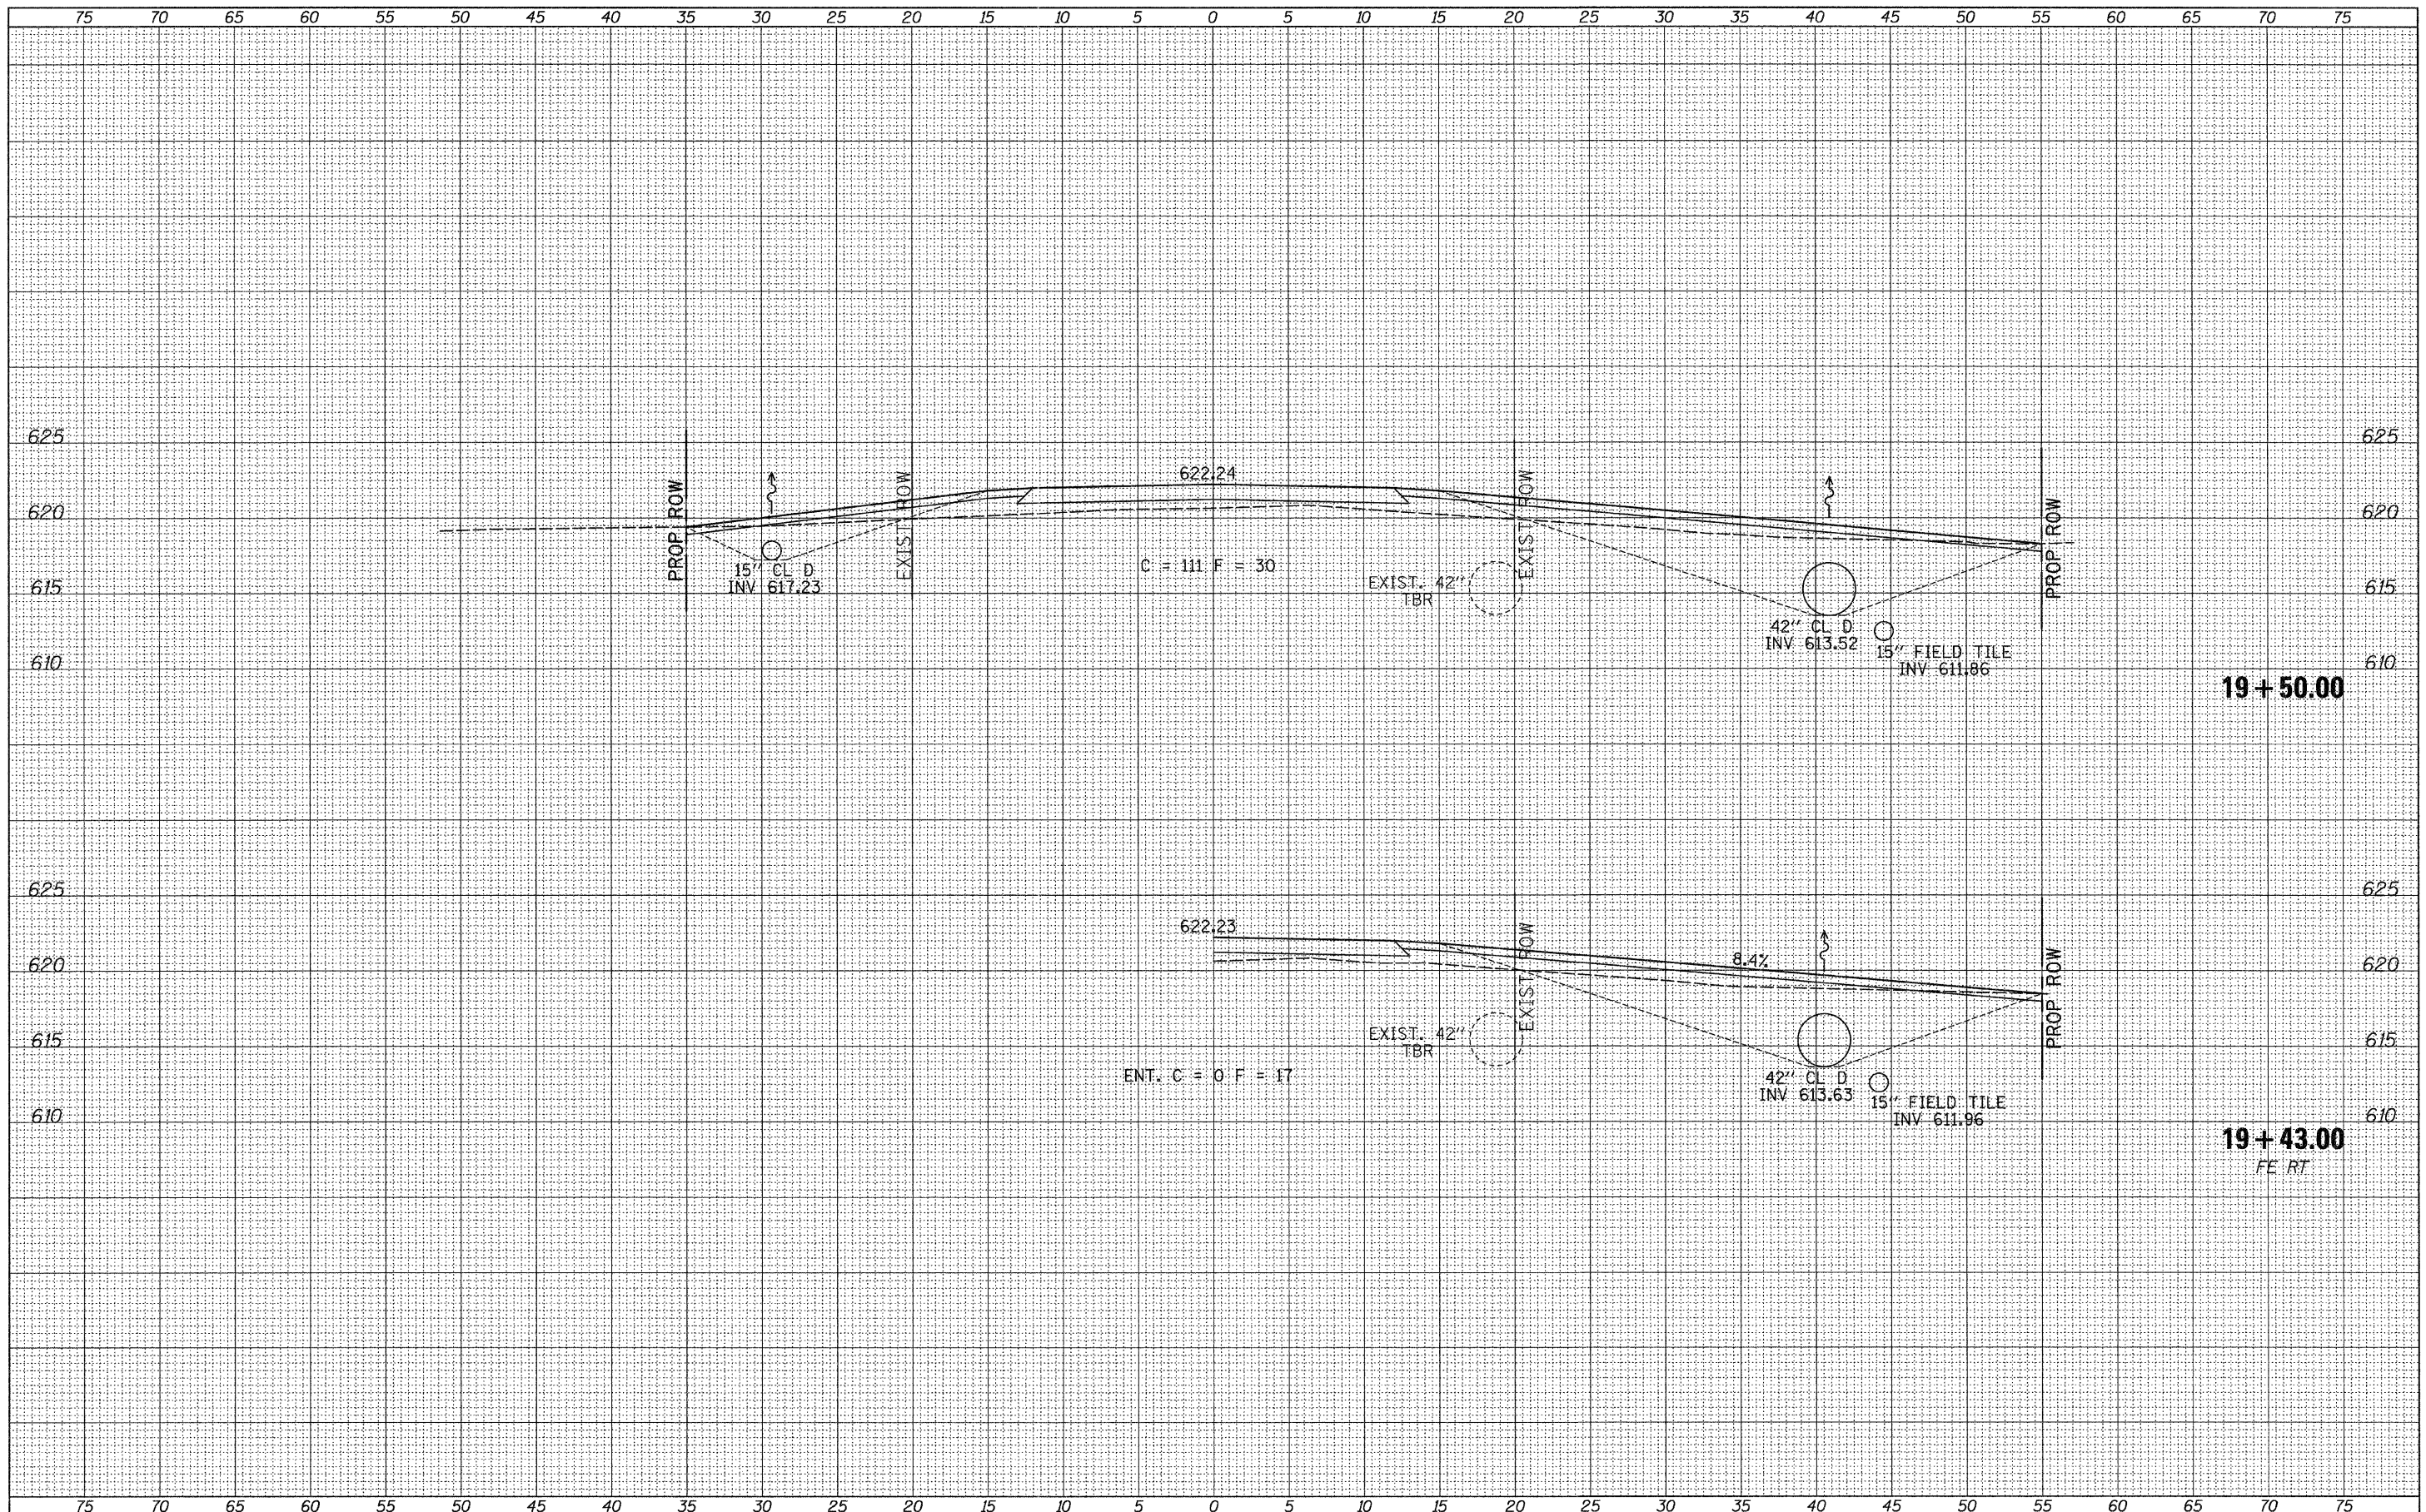 75 70 65 60 55 50 45 40 35 30 25 20 15 10 5 0 5 10 15 20 25 30 35 40 45 50 55 60 65 70 75
625 625
622.24
PROP ROW
EXIST ROW
EXIST ROW
PROP ROW
620 620
C = 111 F = 30
15" CL D
INV 617.23
EXIST. 42"
TBR
615 615
42" CL D
INV 613.52
15" FIELD TILE
INV 611.86
610 610
19+50.00
625 625
622.23
EXIST ROW
8.4%
PROP ROW
620 620
EXIST. 42"
TBR
615 615
ENT. C = 0 F = 17
42" CL D
INV 613.63
15" FIELD TILE
INV 611.96
610 610
19+43.00
FE RT
75 70 65 60 55 50 45 40 35 30 25 20 15 10 5 0 5 10 15 20 25 30 35 40 45 50 55 60 65 70 75